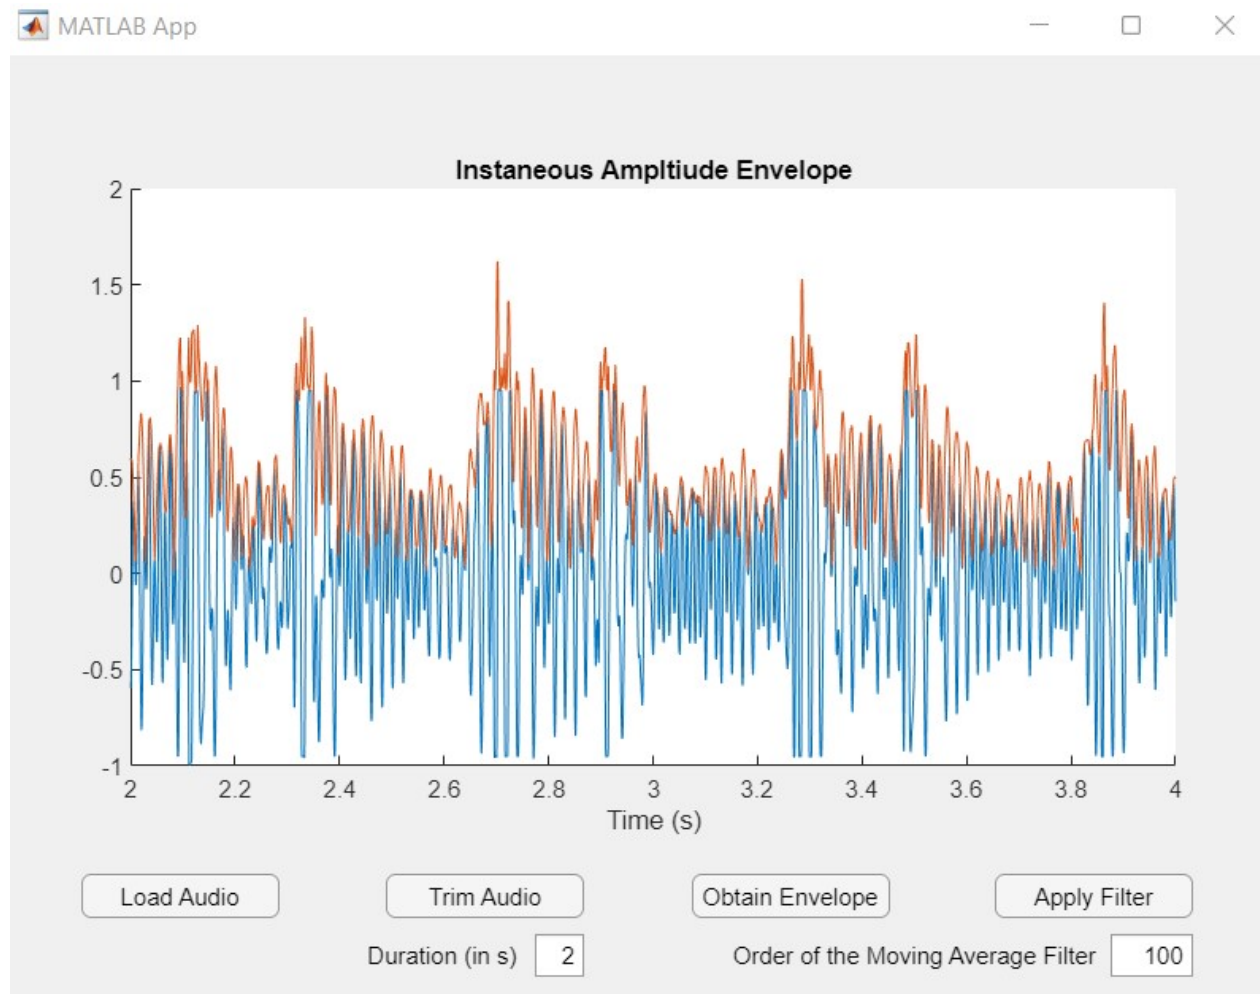 MATLAB App
Instaneous Ampltiude Envelope
2
1.5
1
0.5
0
-0.5
-1
2 2.2 2.4 2.6 2.8 3 3.2 3.4 3.6 3.8 4
Time (s)
Load Audio Trim Audio Obtain Envelope Apply Filter
Duration (in s) 2 Order of the Moving Average Filter 100